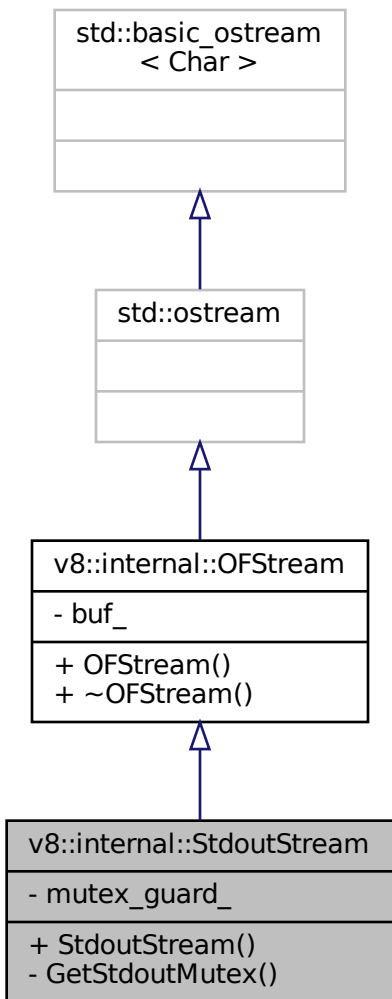 std::basic_ostream
< Char >
std::ostream
v8::internal::OFStream
- buf_
+ OFStream()
+ ~OFStream()
v8::internal::StdoutStream
- mutex_guard_
+ StdoutStream()
- GetStdoutMutex()